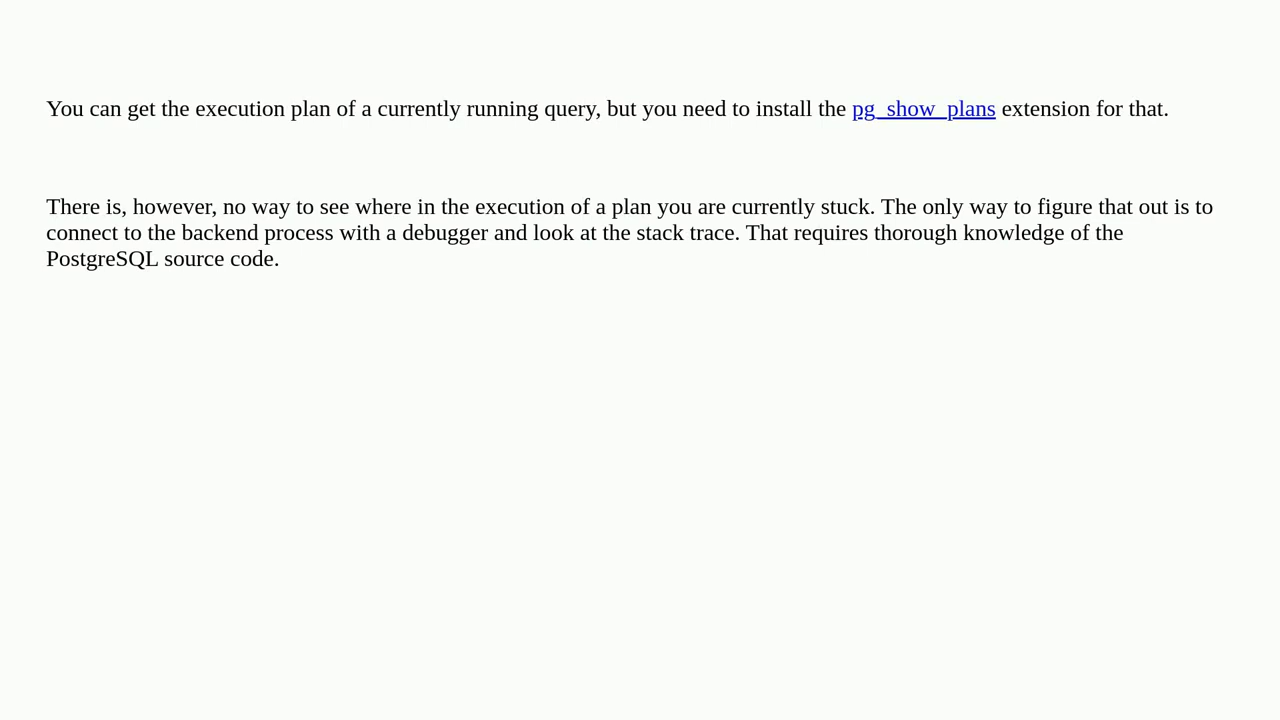 You can get the execution plan of a currently running query, but you need to install the pg_show_plans extension for that.
There is, however, no way to see where in the execution of a plan you are currently stuck. The only way to figure that out is to
connect to the backend process with a debugger and look at the stack trace. That requires thorough knowledge of the
PostgreSQL source code.